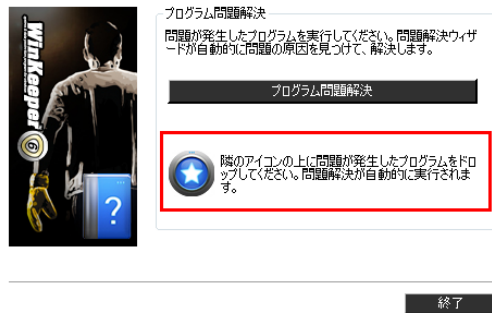 プログラム問題解決
問題が発生したプログラムを実行してください。問題解決ウィザ
ードが自動的に問題の原因を見つけて、解決します。
プログラム問題解決
隣のアイコンの上に問題が発生したプログラムをドロ
ップしてください。問題解決が自動的に実行されま
す。
WinKeeper 6
?
終了